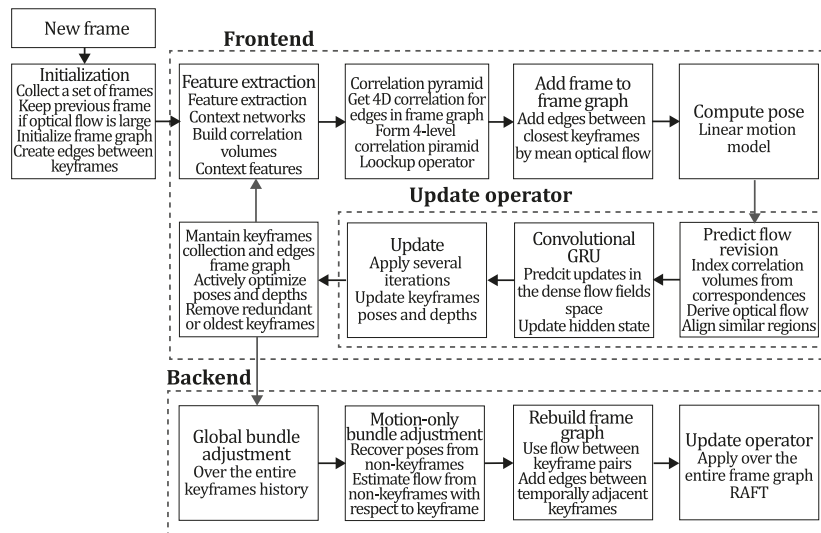 New frame
Frontend
Initialization
Collect a set of frames
Keep previous frame
if optical flow is large
Initialize frame graph
Create edges between
keyframes
Feature extraction
Feature extraction
Context networks
Build correlation
volumes
Context features
Correlation pyramid
Get 4D correlation for
edges in frame graph
Form 4-level
correlation piramid
Loockup operator
Add frame to
frame graph
Add edges between
closest keyframes
by mean optical flow
Compute pose
Linear motion
model
Update operator
Mantain keyframes
collection and edges
frame graph
Actively optimize
poses and depths
Remove redundant
or oldest keyframes
Update
Apply several
iterations
Update keyframes
poses and depths
Convolutional
GRU
Predcit updates in
the dense flow fields
space
Update hidden state
Predict flow
revision
Index correlation
volumes from
correspondences
Derive optical flow
Align similar regions
Backend
Global bundle
adjustment
Over the entire
keyframes history
Motion-only
bundle adjustment
Recover poses from
non-keyframes
Estimate flow from
non-keyframes with
respect to keyframe
Rebuild frame
graph
Use flow between
keyframe pairs
Add edges between
temporally adjacent
keyframes
Update operator
Apply over the
entire frame graph
RAFT